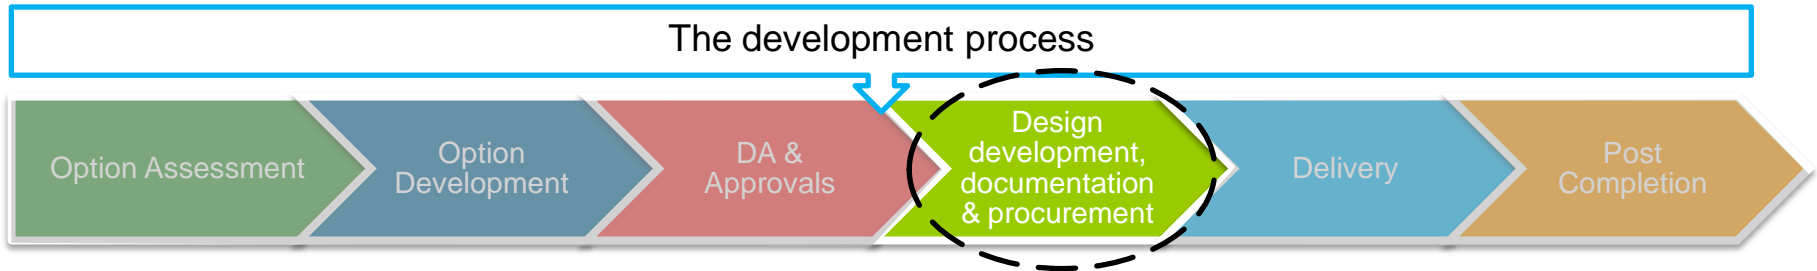 The development process
Option Assessment
Option
Development
DA &
Approvals
Design
development,
documentation
& procurement
Delivery
Post
Completion